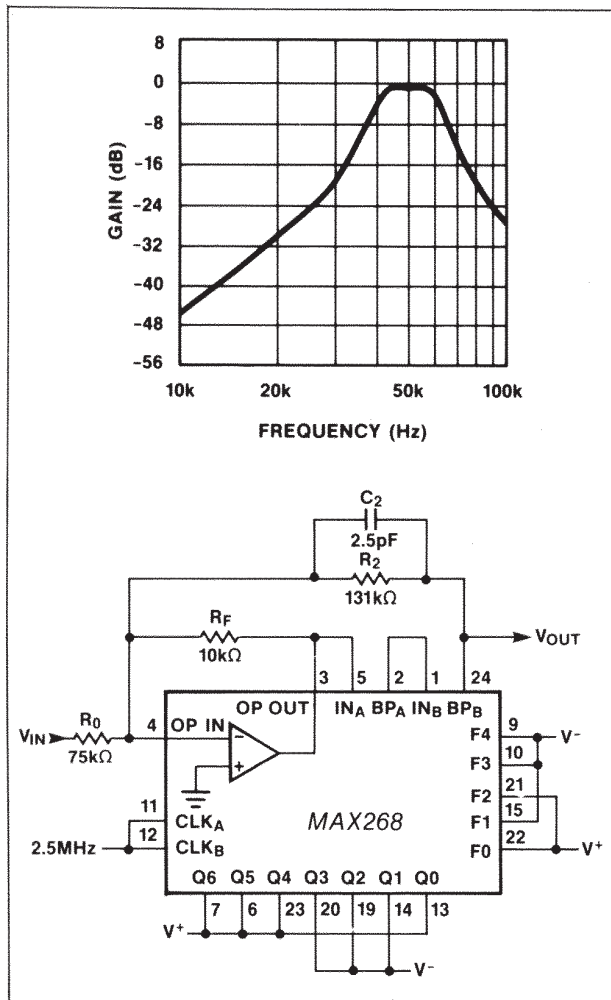 8
0
-8
-16
-24
-32
-40
-48
-56
GAIN (dB)
10k 20k 50k 100k
FREQUENCY (Hz)
C2
2.5pF
R2
131kΩ
RF
10kΩ
VOUT
3 5 2 1 24
R0
75kΩ
VIN
4
OP IN
OP OUT INA BPA INB BPB
−
+
9
F4
V-
10
F3
21
F2
15
F1
22
F0
V+
11
CLKA
12
CLKB
2.5MHz
MAX268
Q6 Q5 Q4 Q3 Q2 Q1 Q0
7 6 23 20 19 14 13
V+
V-